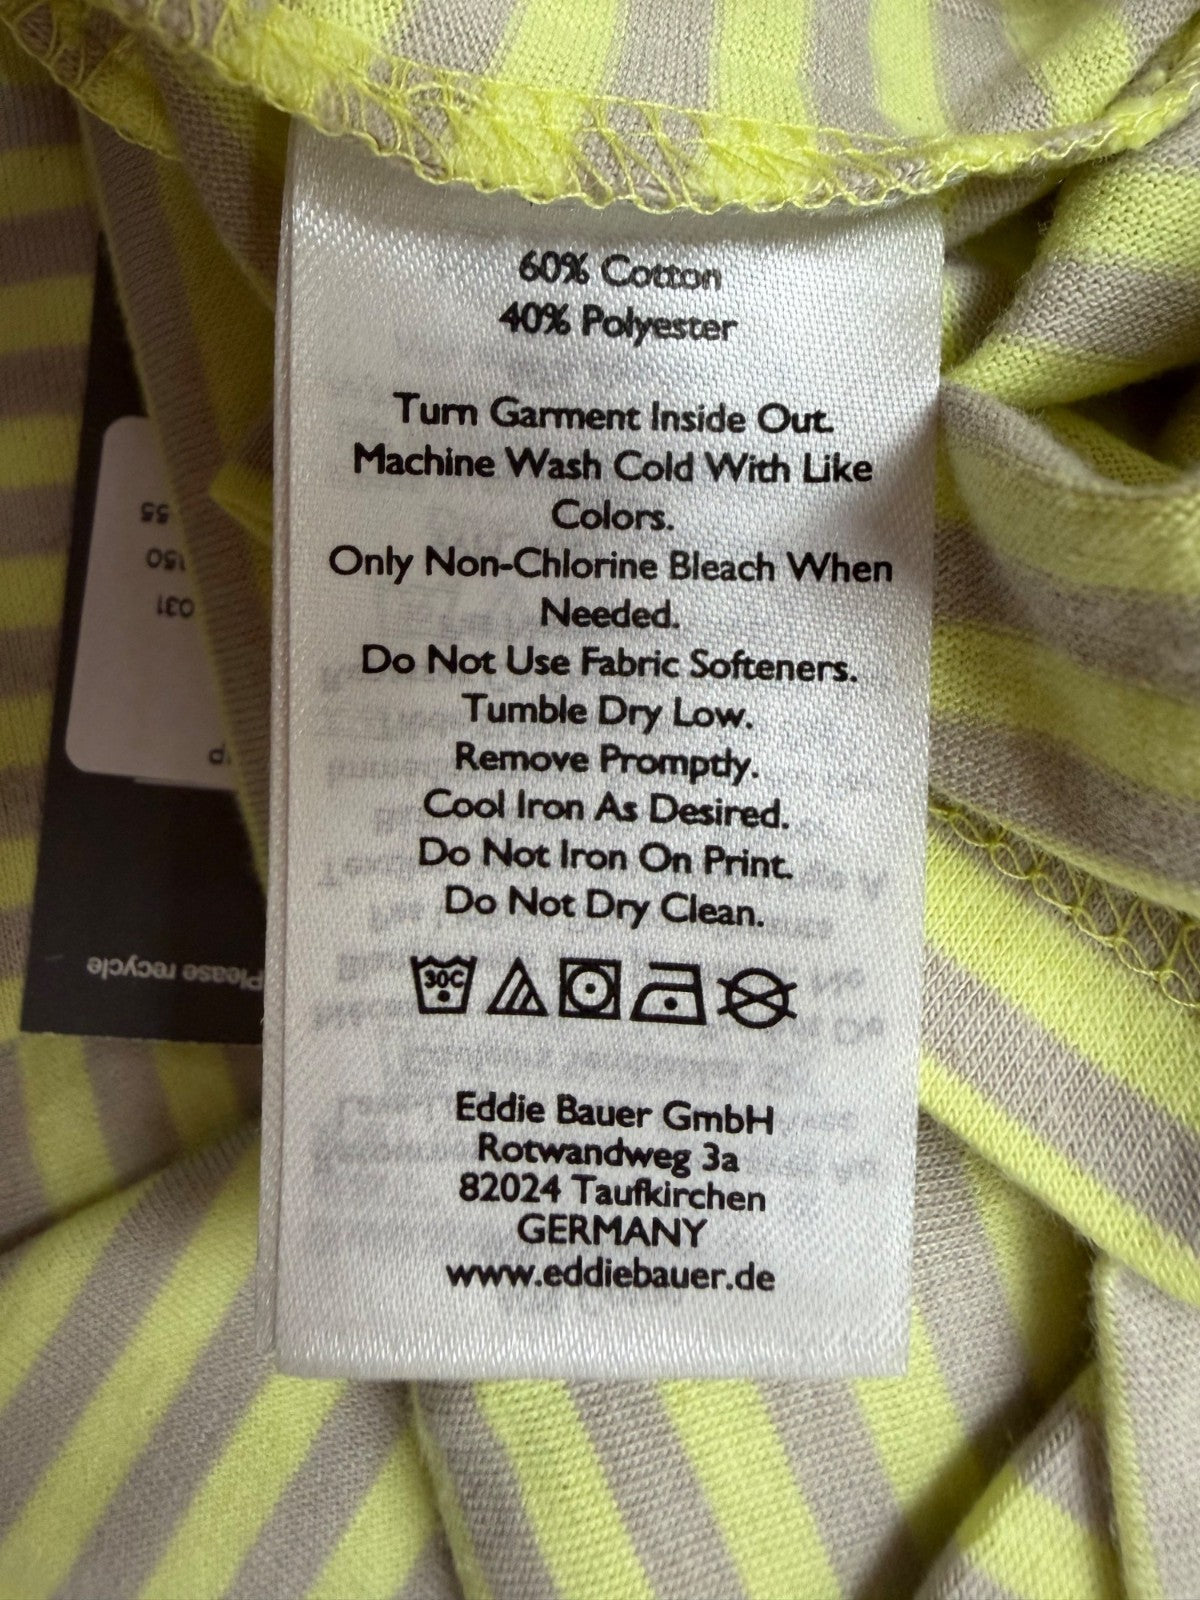 60% Cotton
40% Polyester
Turn Garment Inside Out.
Machine Wash Cold With Like
Colors.
Only Non-Chlorine Bleach When
Needed.
Do Not Use Fabric Softeners.
Tumble Dry Low.
Remove Promptly.
Cool Iron As Desired.
Do Not Iron On Print.
Do Not Dry Clean.
30C
Eddie Bauer GmbH
Rotwandweg 3a
82024 Taufkirchen
GERMANY
www.eddiebauer.de
Please recycle
031
150
55